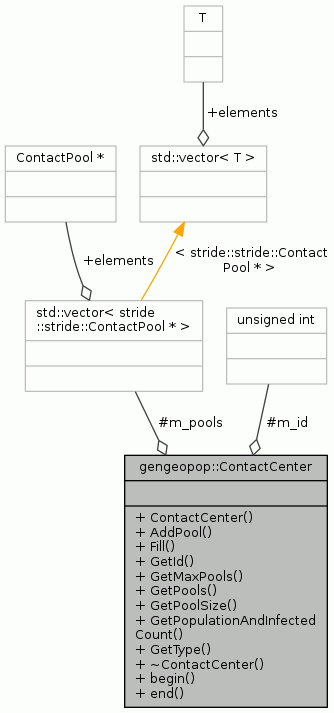 T
+elements
ContactPool *
std::vector< T >
+elements
< stride::stride::Contact
Pool * >
std::vector< stride
::stride::ContactPool * >
unsigned int
#m_pools
#m_id
gengeopop::ContactCenter
+ ContactCenter()
+ AddPool()
+ Fill()
+ GetId()
+ GetMaxPools()
+ GetPools()
+ GetPoolSize()
+ GetPopulationAndInfected
Count()
+ GetType()
+ ~ContactCenter()
+ begin()
+ end()